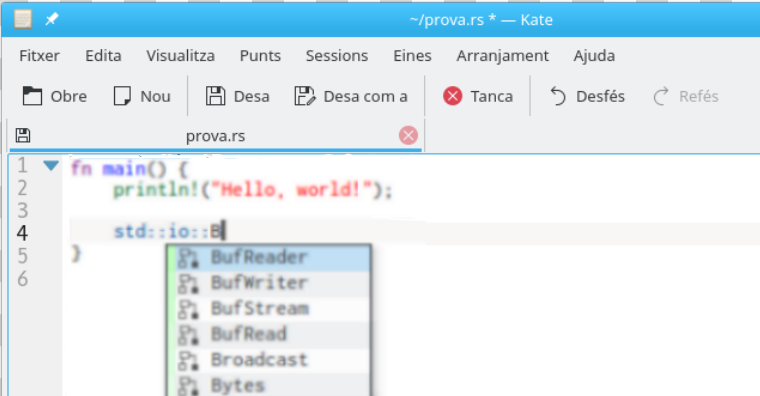 ~/prova.rs * — Kate
Fitxer Edita Visualitza Punts Sessions Eines Arranjament Ajuda
Obre Nou Desa Desa com a Tanca Desfés Refés
prova.rs
1 fn main() {
2 println!("Hello, world!");
3
4 std::io::B
5 }
6
BufReader
BufWriter
BufStream
BufRead
Broadcast
Bytes